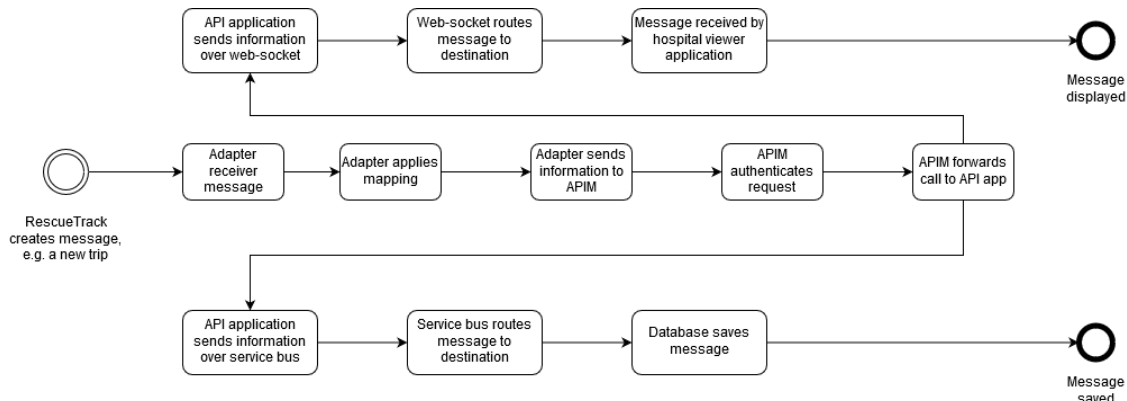 API application
sends information
over web-socket
Web-socket routes
message to
destination
Message received by
hospital viewer
application
Message
displayed
RescueTrack
creates message,
e.g. a new trip
Adapter
receiver
message
Adapter applies
mapping
Adapter sends
information to
APIM
APIM
authenticates
request
APIM forwards
call to API app
API application
sends information
over service bus
Service bus routes
message to
destination
Database saves
message
Message
saved